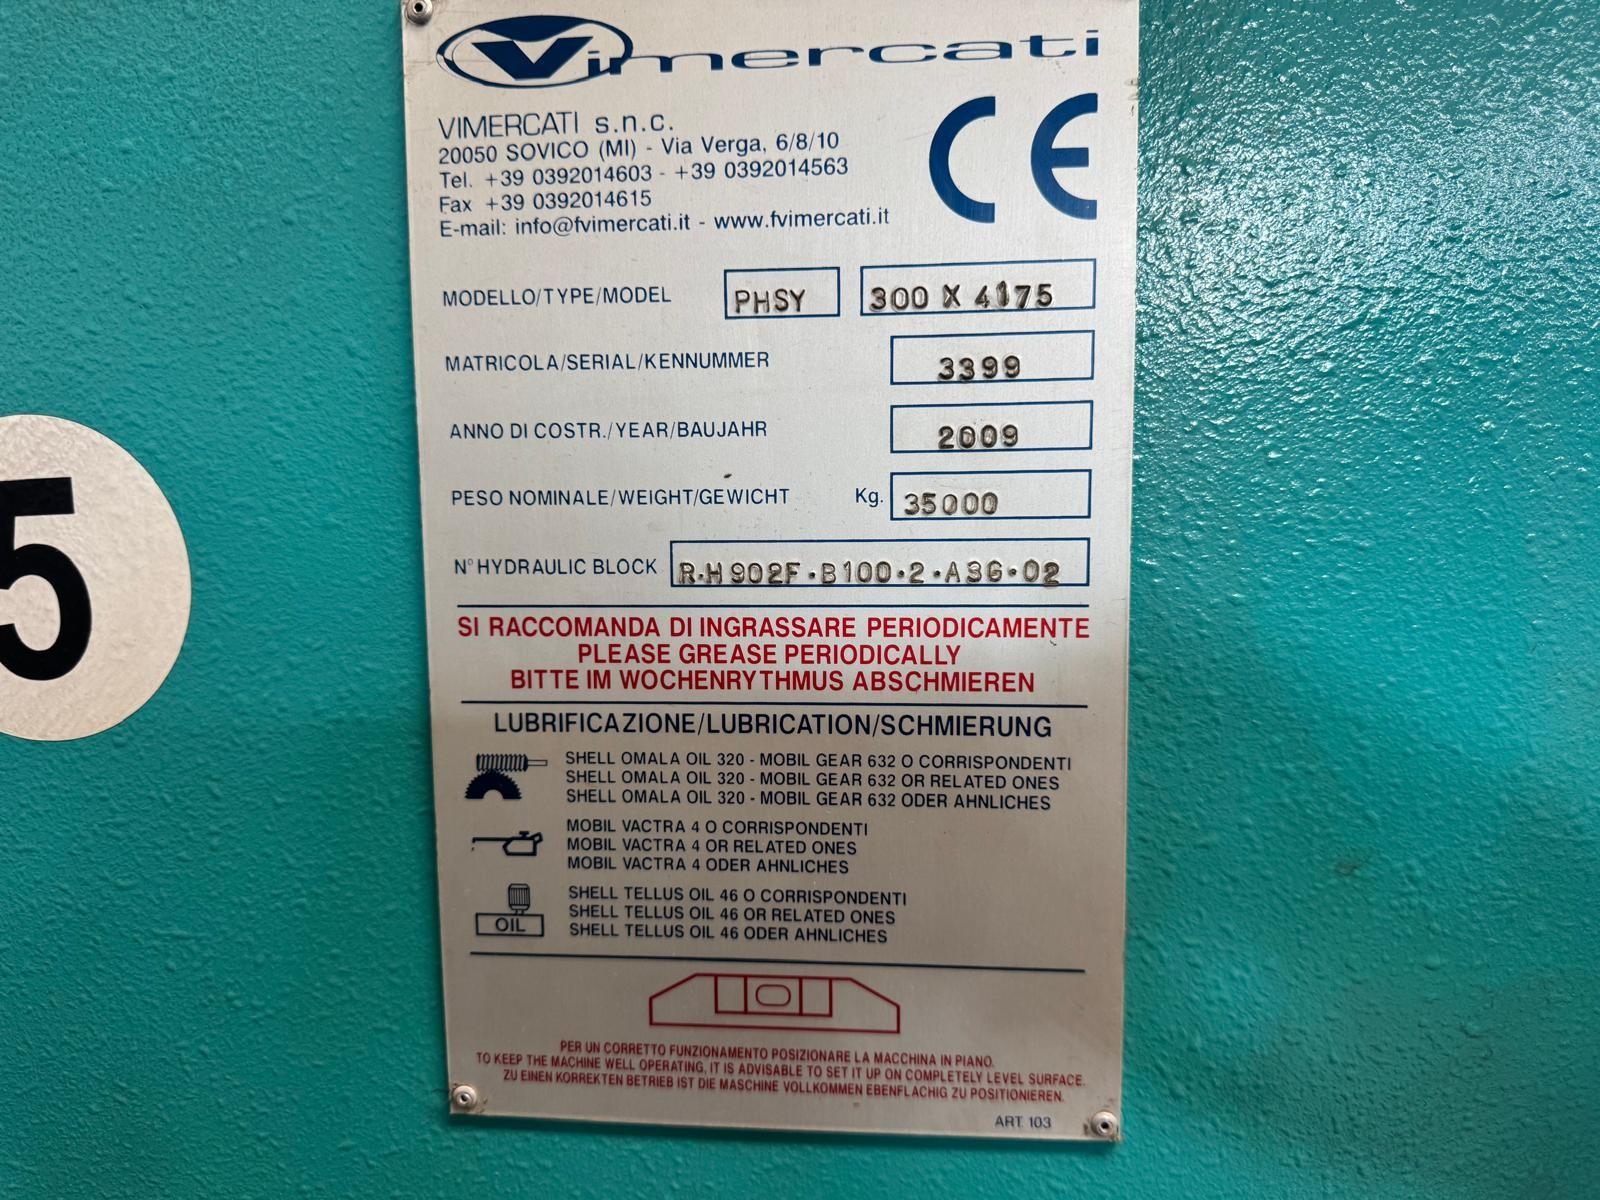 Vimercati
VIMERCATI s.n.c.
20050 SOVICO (MI) - Via Verga, 6/8/10
Tel. +39 0392014603 - +39 0392014563
Fax +39 0392014615
E-mail: info@fvimercati.it - www.fvimercati.it
CE
MODELLO/TYPE/MODEL PHSY 300 X 4175
MATRICOLA/SERIAL/KENNUMMER 3399
ANNO DI COSTR./YEAR/BAUJAHR 2009
PESO NOMINALE/WEIGHT/GEWICHT Kg. 35000
N° HYDRAULIC BLOCK R·H902F·B100·2·ASG·02
SI RACCOMANDA DI INGRASSARE PERIODICAMENTE
PLEASE GREASE PERIODICALLY
BITTE IM WOCHENRYTHMUS ABSCHMIEREN
LUBRIFICAZIONE/LUBRICATION/SCHMIERUNG
SHELL OMALA OIL 320 - MOBIL GEAR 632 O CORRISPONDENTI
SHELL OMALA OIL 320 - MOBIL GEAR 632 OR RELATED ONES
SHELL OMALA OIL 320 - MOBIL GEAR 632 ODER AHNLICHES
MOBIL VACTRA 4 O CORRISPONDENTI
MOBIL VACTRA 4 OR RELATED ONES
MOBIL VACTRA 4 ODER AHNLICHES
SHELL TELLUS OIL 46 O CORRISPONDENTI
SHELL TELLUS OIL 46 OR RELATED ONES
SHELL TELLUS OIL 46 ODER AHNLICHES
OIL
PER UN CORRETTO FUNZIONAMENTO POSIZIONARE LA MACCHINA IN PIANO.
TO KEEP THE MACHINE WELL OPERATING, IT IS ADVISABLE TO SET IT UP ON COMPLETELY LEVEL SURFACE.
ZU EINEN KORREKTEN BETRIEB IST DIE MASCHINE VOLLKOMMEN EBENFLACHIG ZU POSITIONIEREN.
ART. 103
5